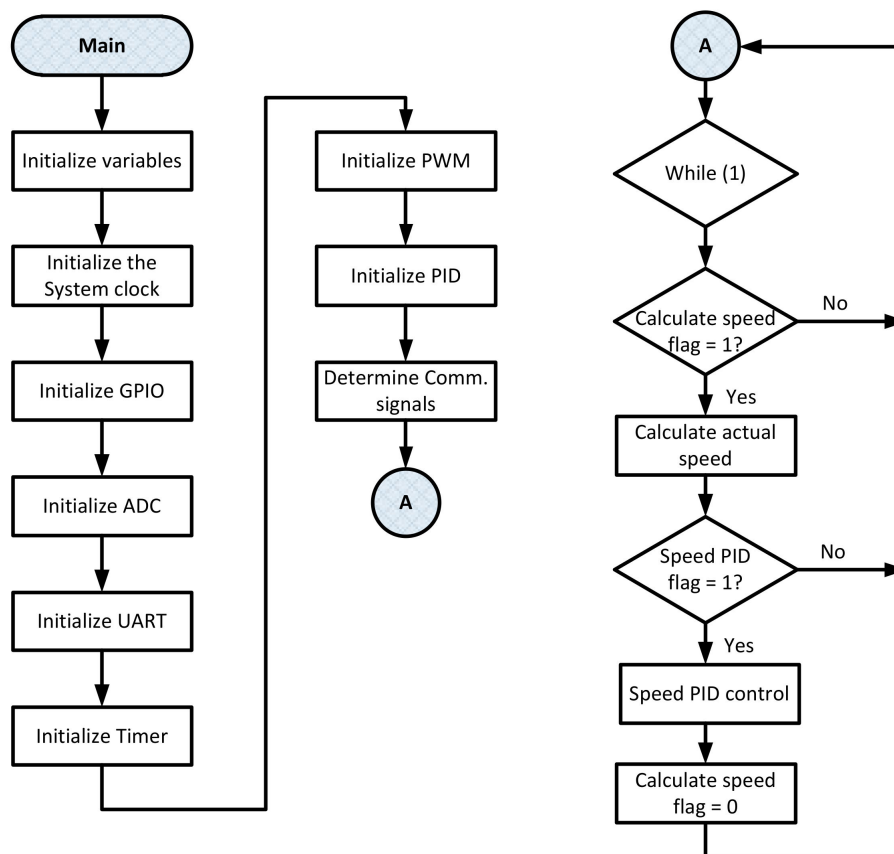 Main
Initialize variables
Initialize the
System clock
Initialize GPIO
Initialize ADC
Initialize UART
Initialize Timer
Initialize PWM
Initialize PID
Determine Comm.
signals
A
A
While (1)
Calculate speed
flag = 1?
No
Yes
Calculate actual
speed
Speed PID
flag = 1?
No
Yes
Speed PID control
Calculate speed
flag = 0